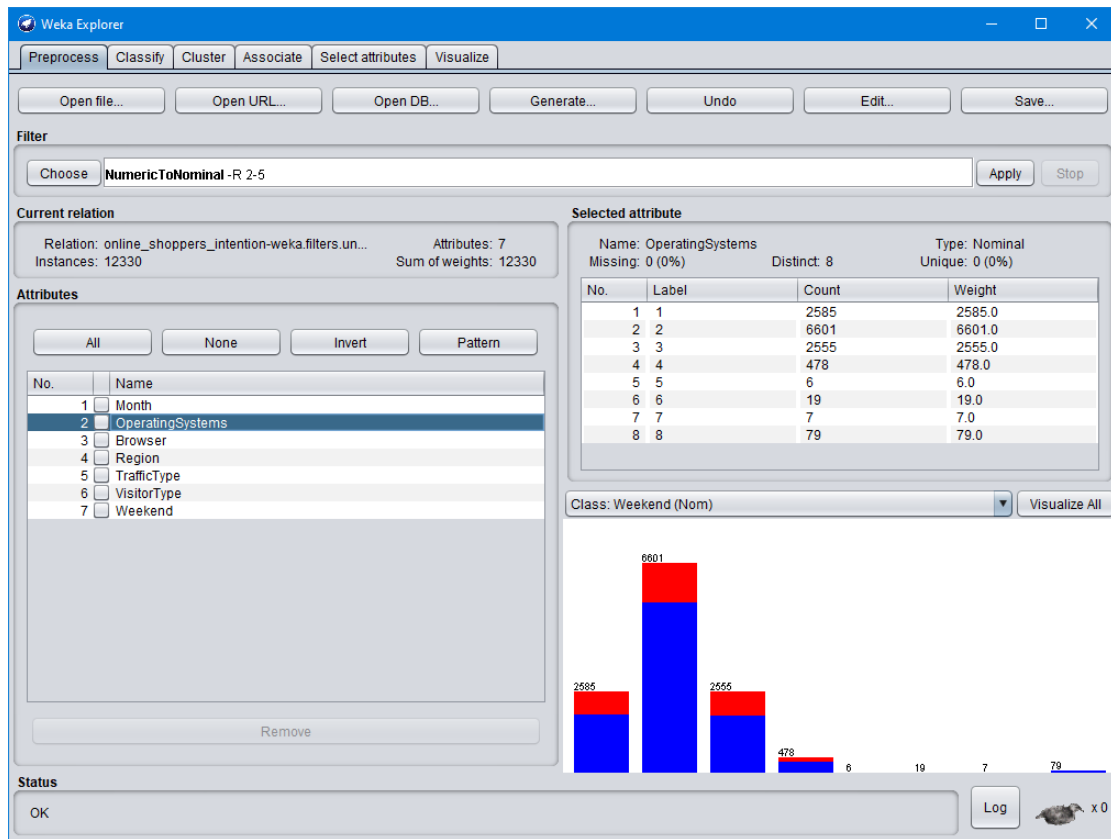 Weka Explorer
Preprocess Classify Cluster Associate Select attributes Visualize
Open file... Open URL... Open DB... Generate... Undo Edit... Save...
Filter
Choose NumericToNominal -R 2-5 Apply Stop
Current relation
Relation: online_shoppers_intention-weka.filters.un... Attributes: 7
Instances: 12330 Sum of weights: 12330
Attributes
All None Invert Pattern
No. Name
1 Month
2 OperatingSystems
3 Browser
4 Region
5 TrafficType
6 VisitorType
7 Weekend
Remove
Selected attribute
Name: OperatingSystems Type: Nominal
Missing: 0 (0%) Distinct: 8 Unique: 0 (0%)
No. Label Count Weight
1 1 2585 2585.0
2 2 6601 6601.0
3 3 2555 2555.0
4 4 478 478.0
5 5 6 6.0
6 6 19 19.0
7 7 7 7.0
8 8 79 79.0
Class: Weekend (Nom) Visualize All
6601
2585 2555
478 6 19 7 79
Status
OK Log x 0